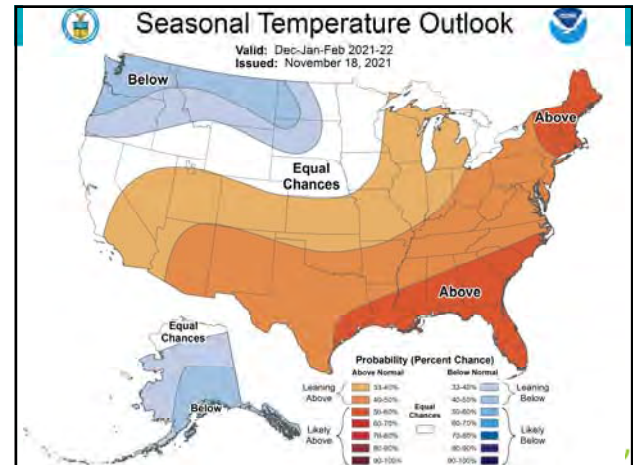 Seasonal Temperature Outlook
Valid: Dec-Jan-Feb 2021-22
Issued: November 18, 2021
Below
Above
Equal
Chances
Above
Equal
Chances
Below
Probability (Percent Chance)
Above Normal
Below Normal
Leaning
Above
33-40%
40-50%
Likely
Above
50-60%
60-70%
70-80%
80-90%
90-100%
Equal
Chances
33-40%
40-50%
Leaning
Below
50-60%
60-70%
70-80%
80-90%
90-100%
Likely
Below